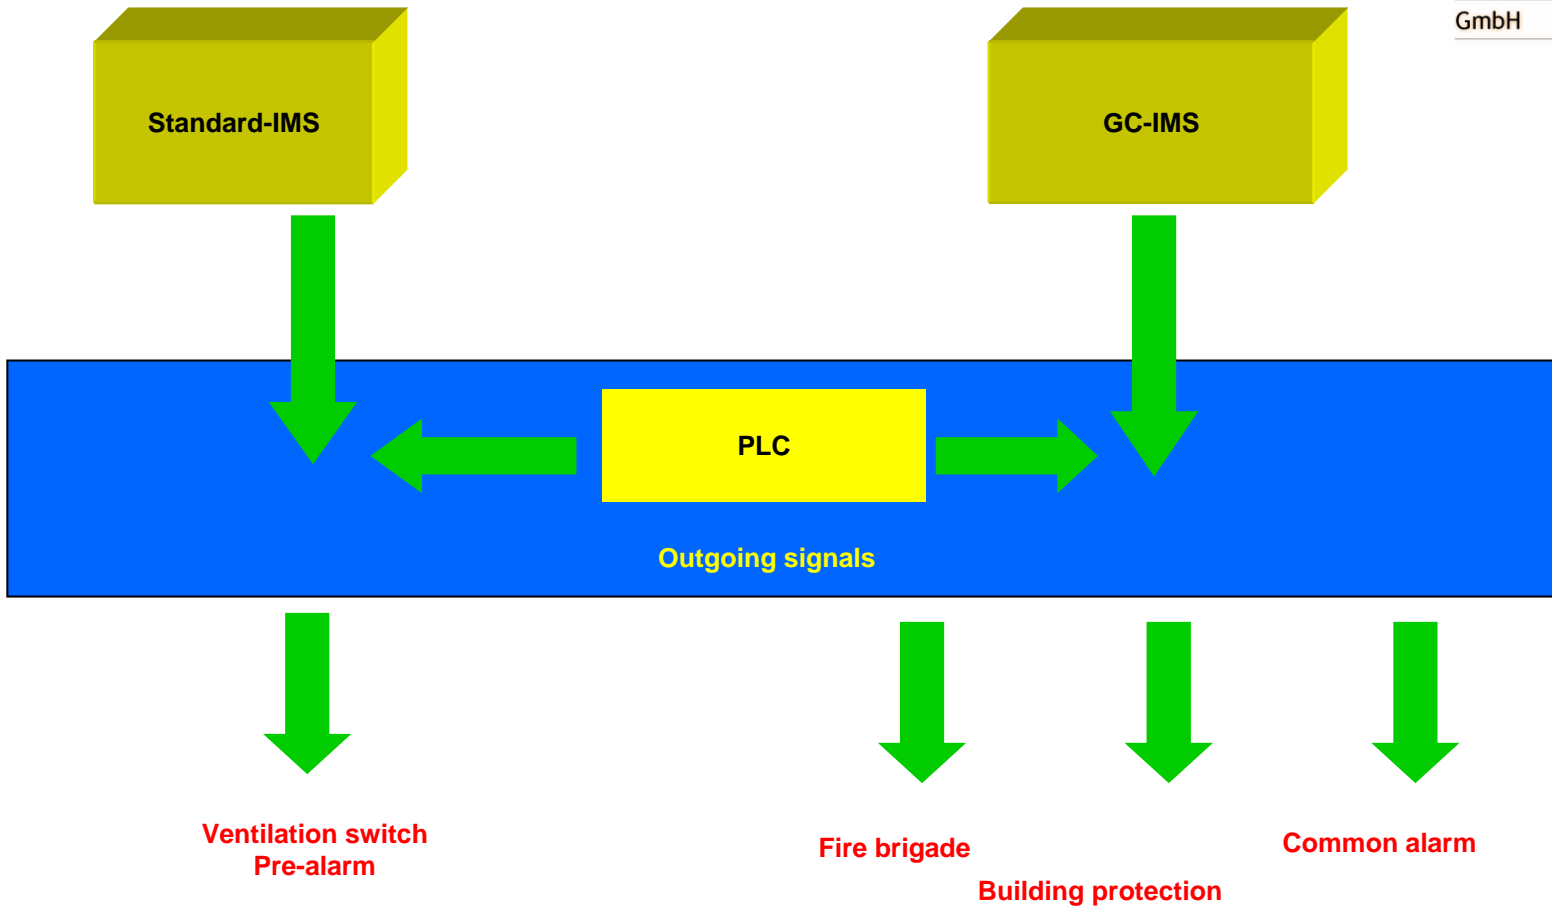 GmbH
Standard-IMS
GC-IMS
PLC
Outgoing signals
Ventilation switch
Pre-alarm
Fire brigade
Common alarm
Building protection